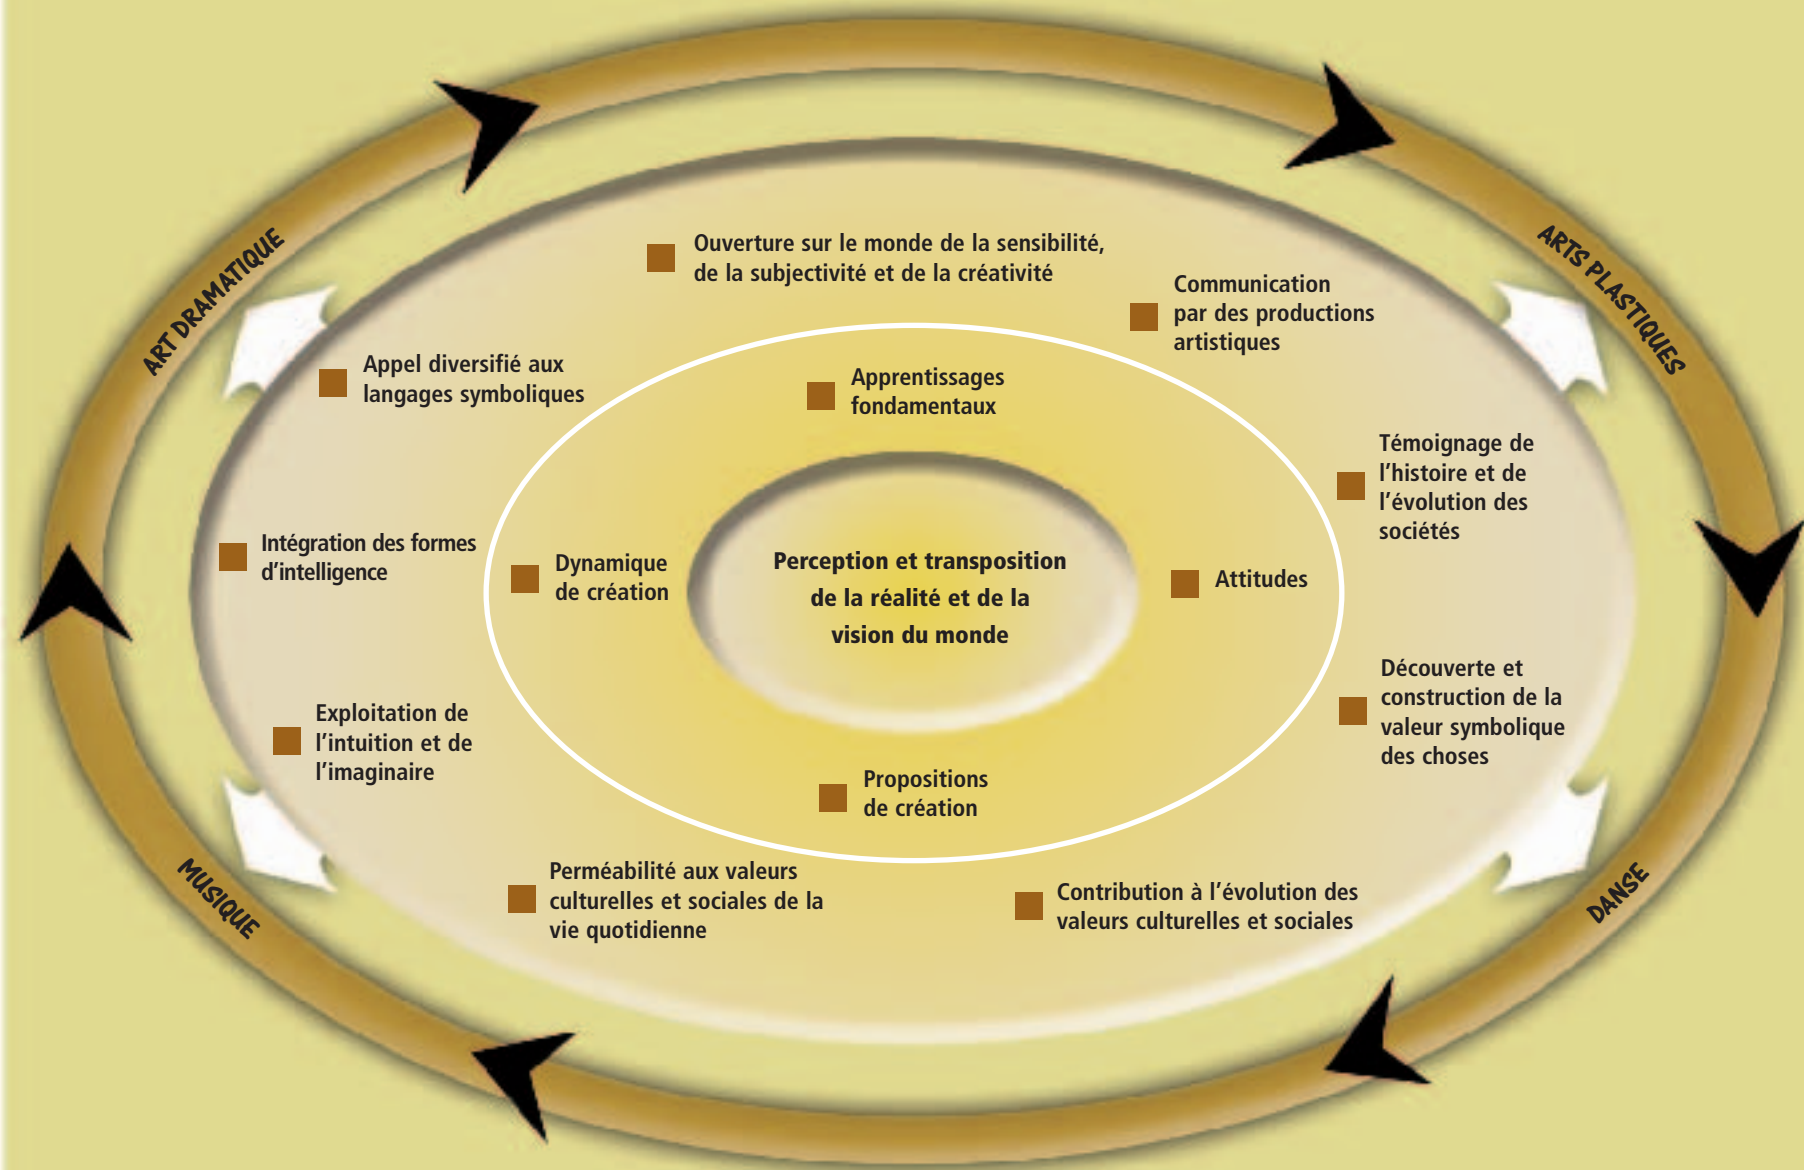 ART DRAMATIQUE
ARTS PLASTIQUES
Ouverture sur le monde de la sensibilité,
de la subjectivité et de la créativité
Communication
par des productions
artistiques
Appel diversifié aux
langages symboliques
Apprentissages
fondamentaux
Témoignage de
l'histoire et de
l'évolution des
sociétés
Intégration des formes
d'intelligence
Dynamique
de création
Perception et transposition
de la réalité et de la
vision du monde
Attitudes
Découverte et
construction de la
valeur symbolique
des choses
Exploitation de
l'intuition et de
l'imaginaire
Propositions
de création
Perméabilité aux valeurs
culturelles et sociales de la
vie quotidienne
Contribution à l'évolution des
valeurs culturelles et sociales
MUSIQUE
DANSE